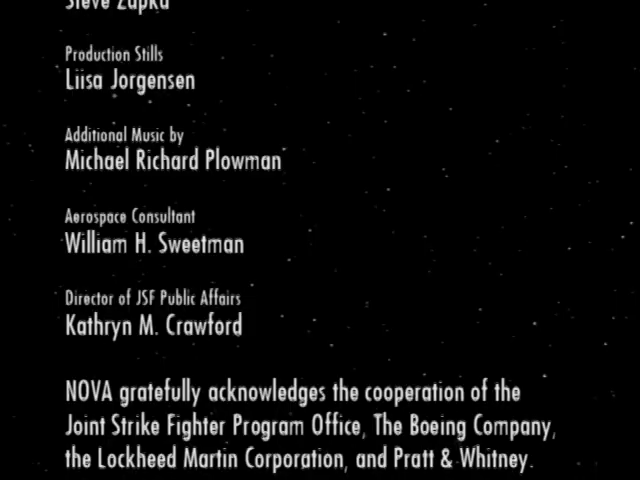 Steve Zapka
Production Stills
Liisa Jorgensen
Additional Music by
Michael Richard Plowman
Aerospace Consultant
William H. Sweetman
Director of JSF Public Affairs
Kathryn M. Crawford
NOVA gratefully acknowledges the cooperation of the
Joint Strike Fighter Program Office, The Boeing Company,
the Lockheed Martin Corporation, and Pratt & Whitney.